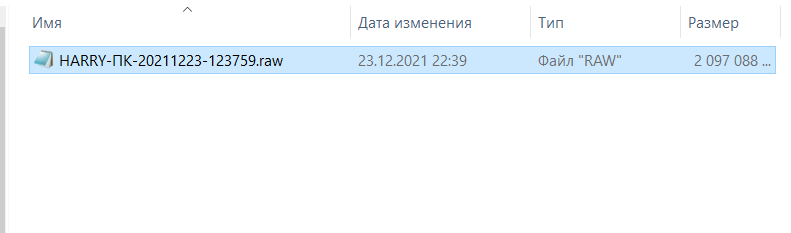 Имя Дата изменения Тип Размер
HARRY-ПК-20211223-123759.raw 23.12.2021 22:39 Файл "RAW" 2 097 088 ...